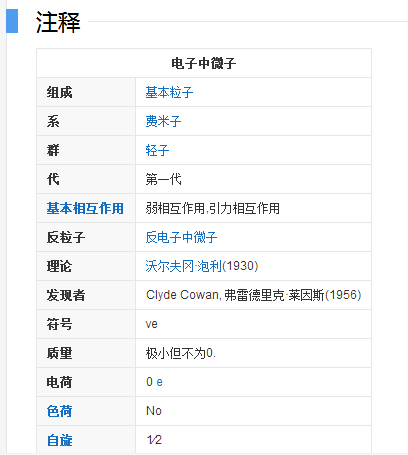 注释
电子中微子
组成 基本粒子
系 费米子
群 轻子
代 第一代
基本相互作用 弱相互作用,引力相互作用
反粒子 反电子中微子
理论 沃尔夫冈·泡利(1930)
发现者 Clyde Cowan, 弗雷德里克·莱因斯(1956)
符号 ve
质量 极小但不为0.
电荷 0 e
色荷 No
自旋 1⁄2